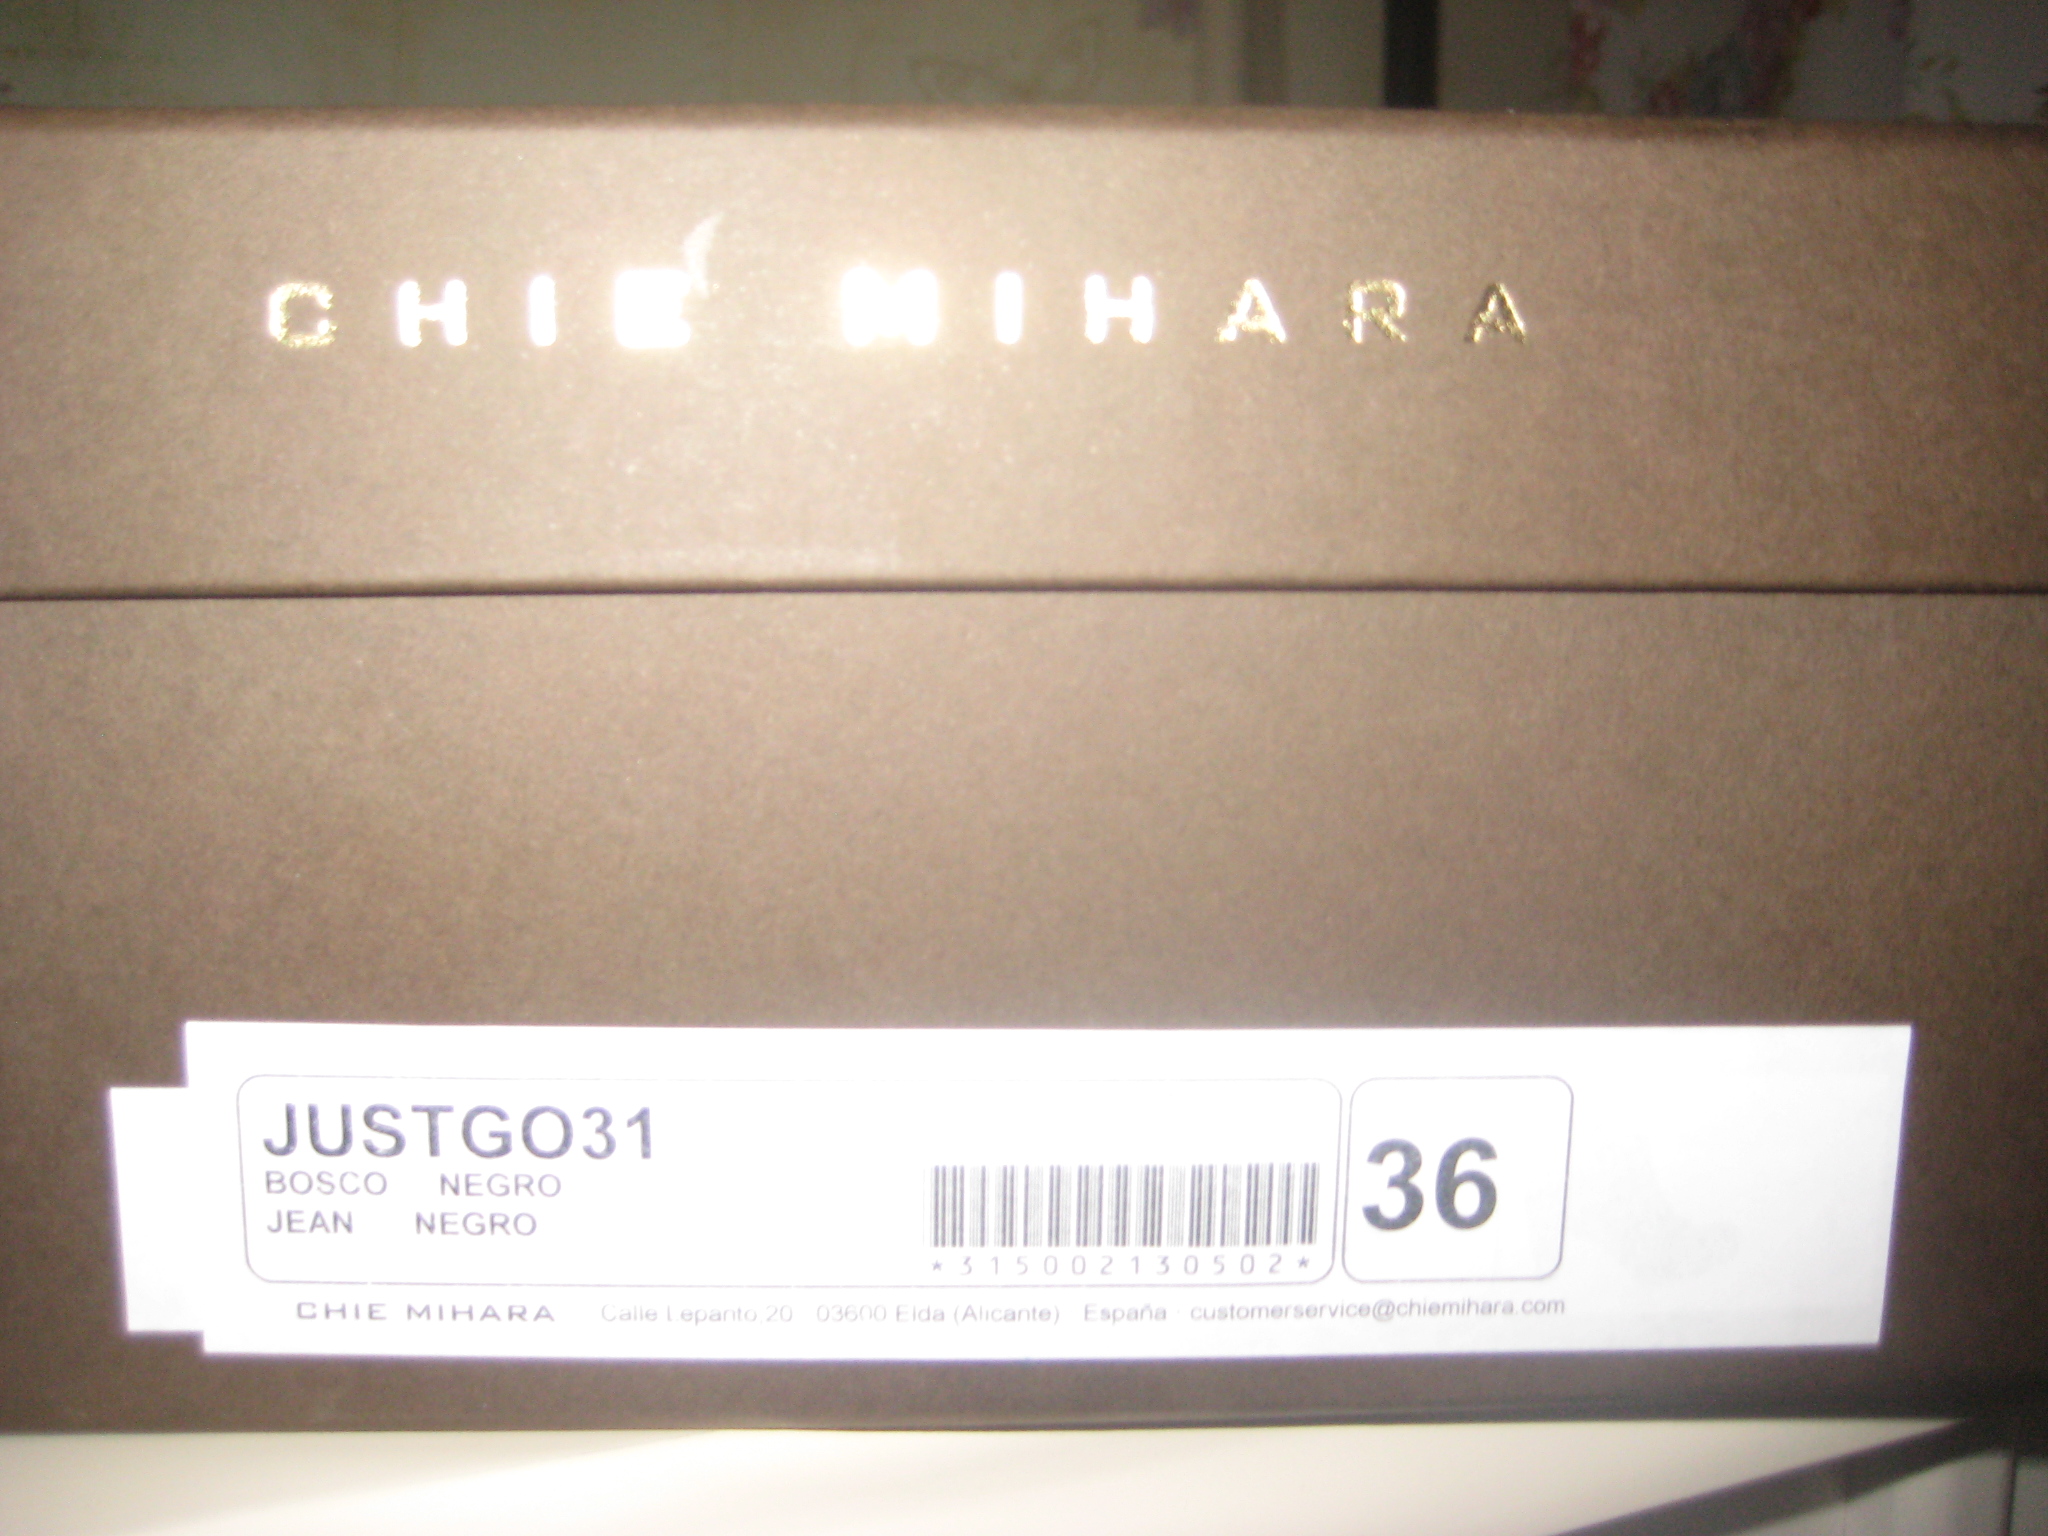 CHIE MIHARA
JUSTGO31
BOSCO NEGRO
JEAN NEGRO
*315002130502*
36
CHIE MIHARA Calle Lepanto,20 03600 Elda (Alicante) España · customerservice@chiemihara.com